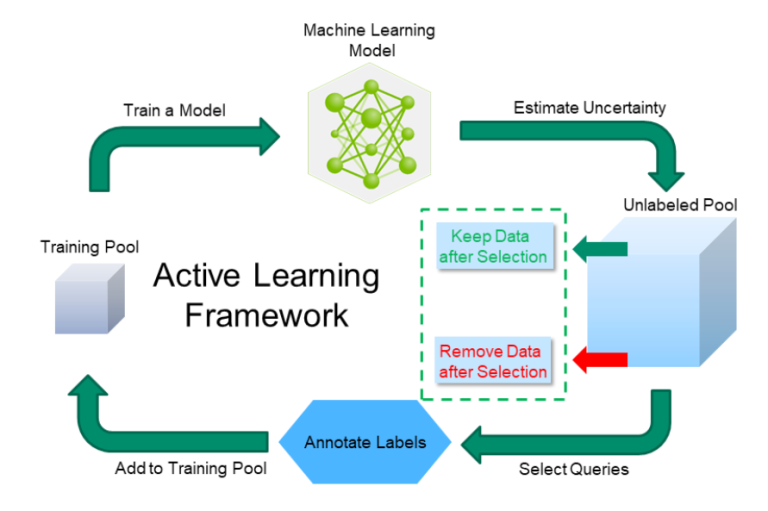 Machine Learning
Model
Train a Model
Estimate Uncertainty
Unlabeled Pool
Training Pool
Keep Data
after Selection
Active Learning
Framework
Remove Data
after Selection
Annotate Labels
Add to Training Pool
Select Queries